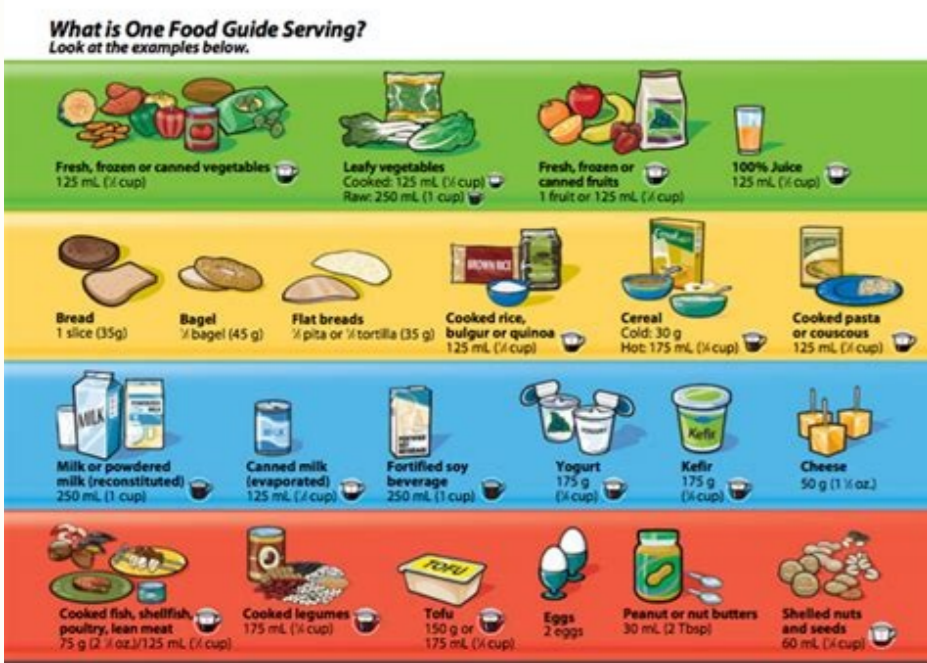 What is One Food Guide Serving?
Look at the examples below.
Fresh, frozen or canned vegetables
125 mL (½ cup)
Leafy vegetables
Cooked: 125 mL (½ cup)
Raw: 250 mL (1 cup)
Fresh, frozen or
canned fruits
1 fruit or 125 mL (½ cup)
100% Juice
125 mL (½ cup)
BROWN RICE
Bread
1 slice (35g)
Bagel
½ bagel (45 g)
Flat breads
½ pita or ½ tortilla (35 g)
Cooked rice,
bulgur or quinoa
125 mL (½ cup)
Cereal
Cold: 30 g
Hot: 175 mL (¾ cup)
Cooked pasta
or couscous
125 mL (½ cup)
MILK
YOGURT
Kefir
Milk or powdered
milk (reconstituted)
250 mL (1 cup)
Canned milk
(evaporated)
125 mL (½ cup)
Fortified soy
beverage
250 mL (1 cup)
Yogurt
175 g
(¾ cup)
Kefir
175 g
(¾ cup)
Cheese
50 g (1 ½ oz.)
TOFU
Cooked fish, shellfish,
poultry, lean meat
75 g (2 ½ oz.)/125 mL (½ cup)
Cooked legumes
175 mL (¾ cup)
Tofu
150 g or
175 mL (¾ cup)
Eggs
2 eggs
Peanut or nut butters
30 mL (2 Tbsp)
Shelled nuts
and seeds
60 mL (¼ cup)